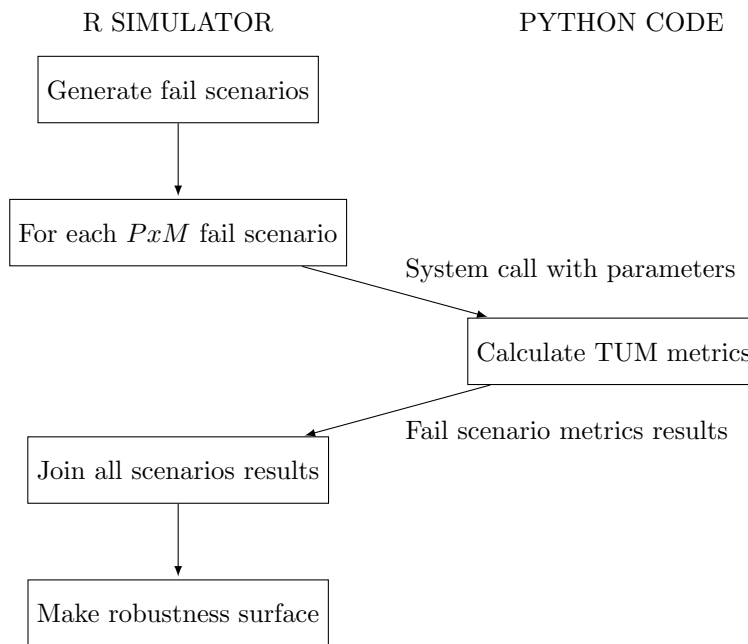 R SIMULATOR
PYTHON CODE
Generate fail scenarios
For each PxM fail scenario
System call with parameters
Calculate TUM metrics
Fail scenario metrics results
Join all scenarios results
Make robustness surface